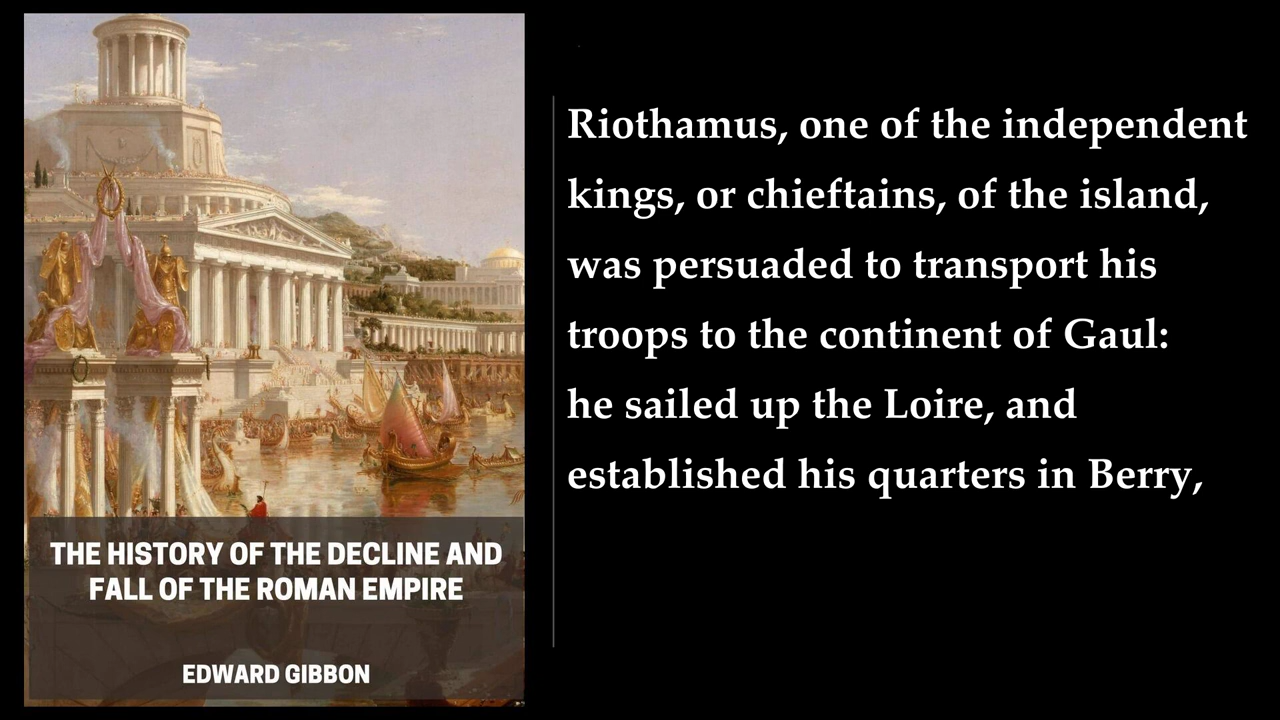 THE HISTORY OF THE DECLINE AND
FALL OF THE ROMAN EMPIRE
EDWARD GIBBON
Riothamus, one of the independent
kings, or chieftains, of the island,
was persuaded to transport his
troops to the continent of Gaul:
he sailed up the Loire, and
established his quarters in Berry,